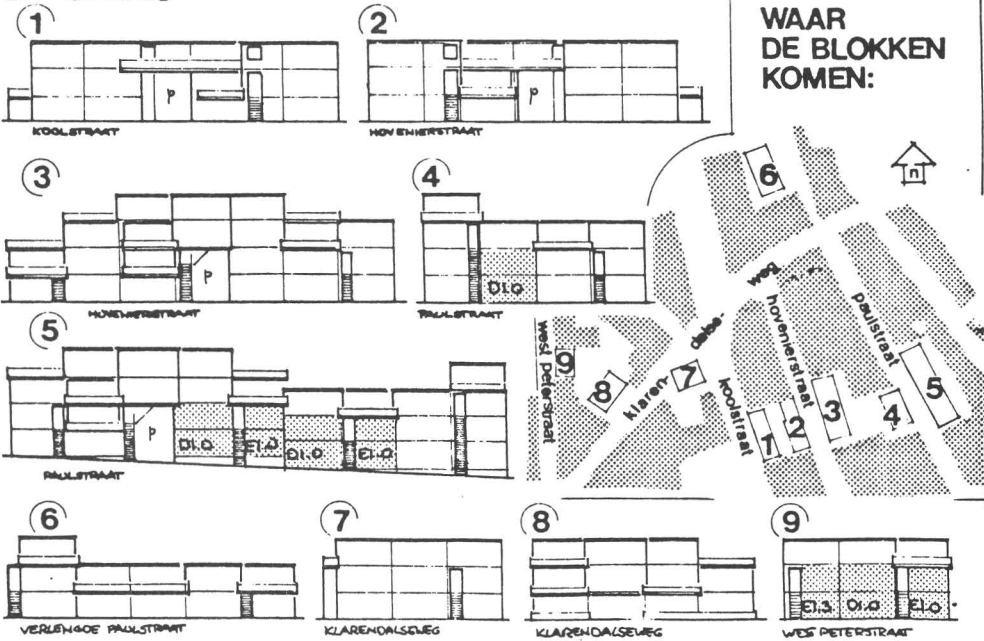 1
2
WAAR
DE BLOKKEN
KOMEN:
P
P
KOOLSTRAAT
HOVENIERSTRAAT
3
4
6
n
P
D1.0
HOVENIERSTRAAT
PAULSTRAAT
5
weg
hovenierstraat
paulstraat
west peterstraat
9
8
klaren-
dalse-
7
koolstraat
1
2
3
4
5
P
D1.0
E1.0
D1.0
E1.0
PAULSTRAAT
6
7
8
9
E1.3
D1.0
E1.0
VERLENGDE PAULSTRAAT
KLARENDALSEWEG
KLARENDALSEWEG
WES PETERSTRAAT